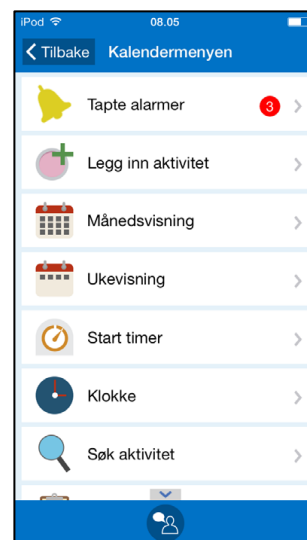 iPod 08.05
Tilbake Kalendermenyen
Tapte alarmer 3
Legg inn aktivitet
Månedsvisning
Ukevisning
Start timer
Klokke
Søk aktivitet